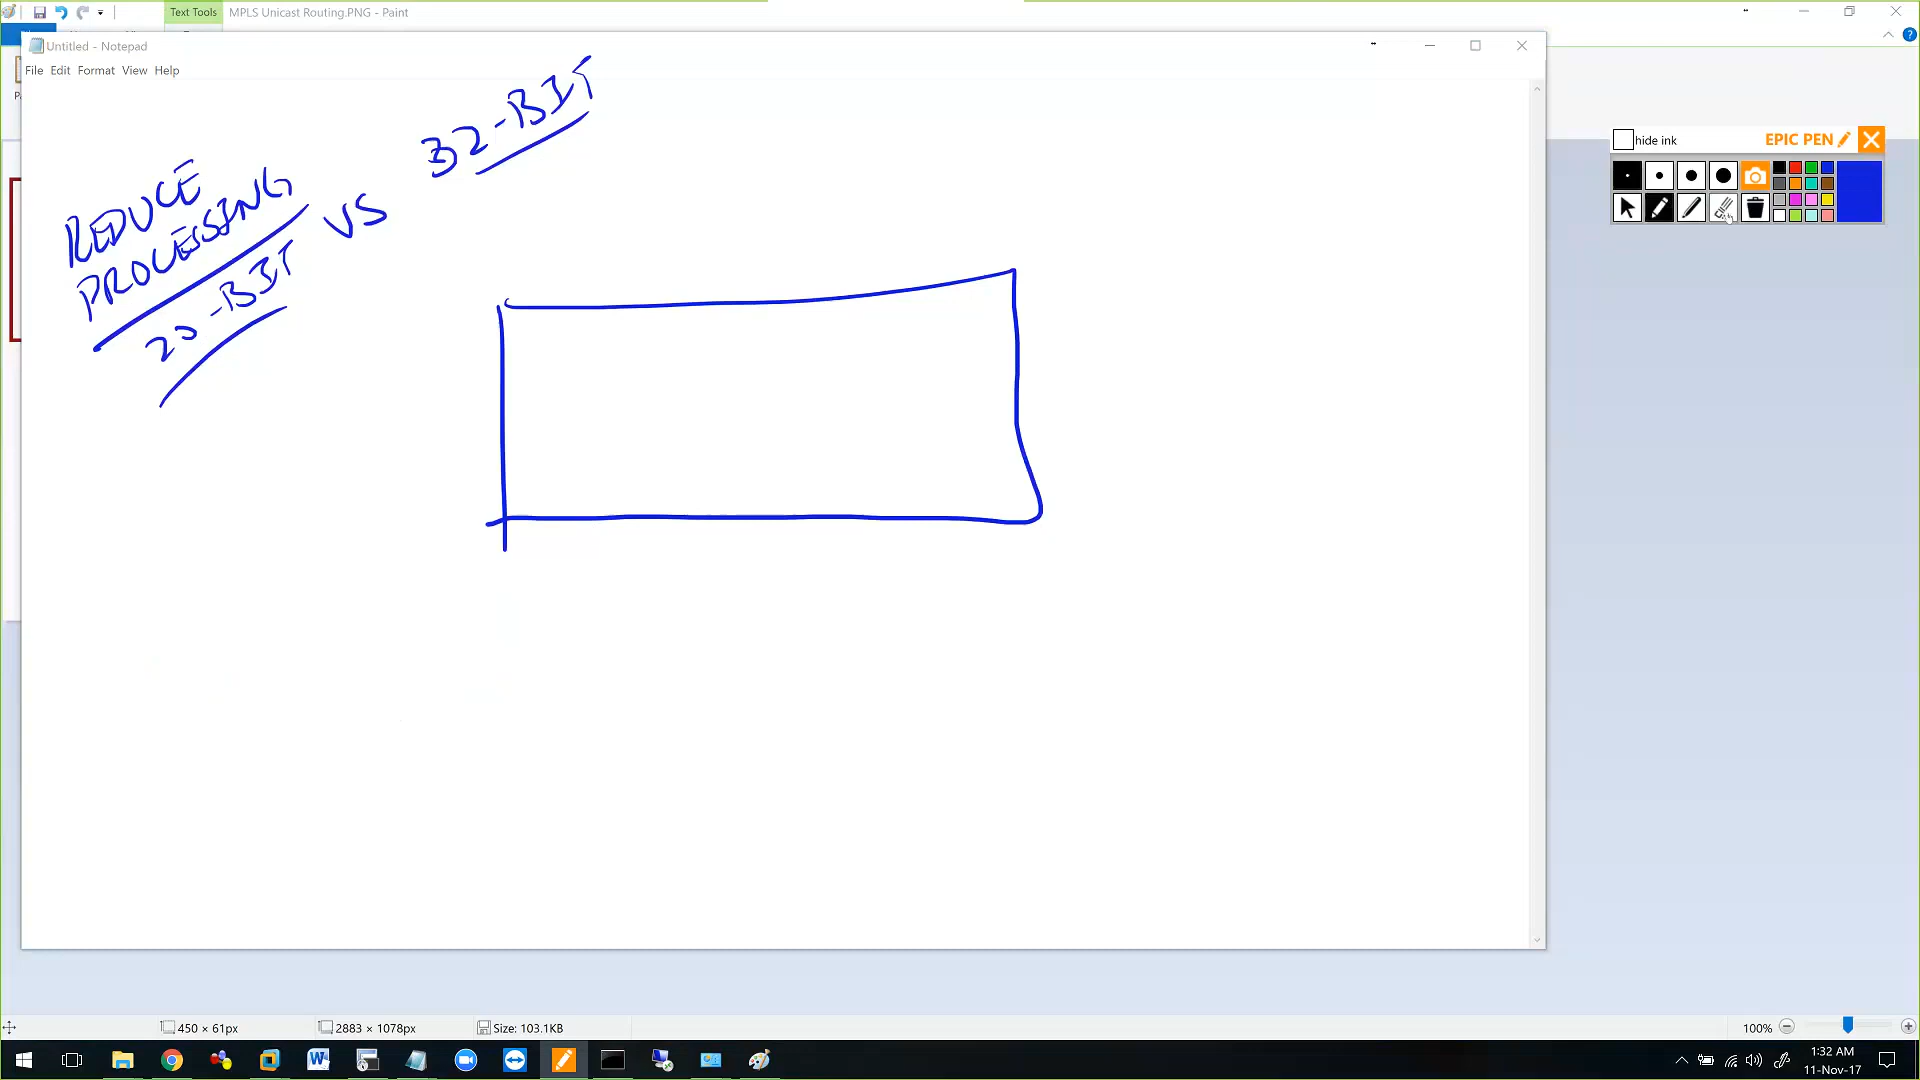 Text Tools
MPLS Unicast Routing.PNG - Paint
Untitled - Notepad
File Edit Format View Help
32-BIT
hide ink
EPIC PEN
REDUCE
PROCESSING
VS
20-BIT
450 × 61px
2883 × 1078px
Size: 103.1KB
100%
1:32 AM
11-Nov-17